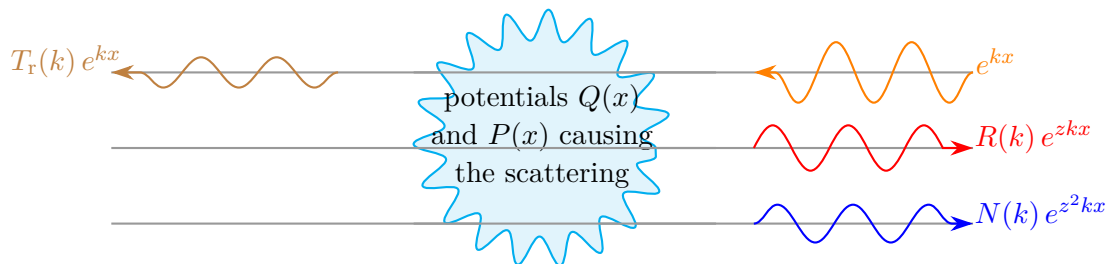 T_r(k) e^{kx}
e^{kx}
potentials Q(x)
and P(x) causing
the scattering
R(k) e^{zkx}
N(k) e^{z^2kx}